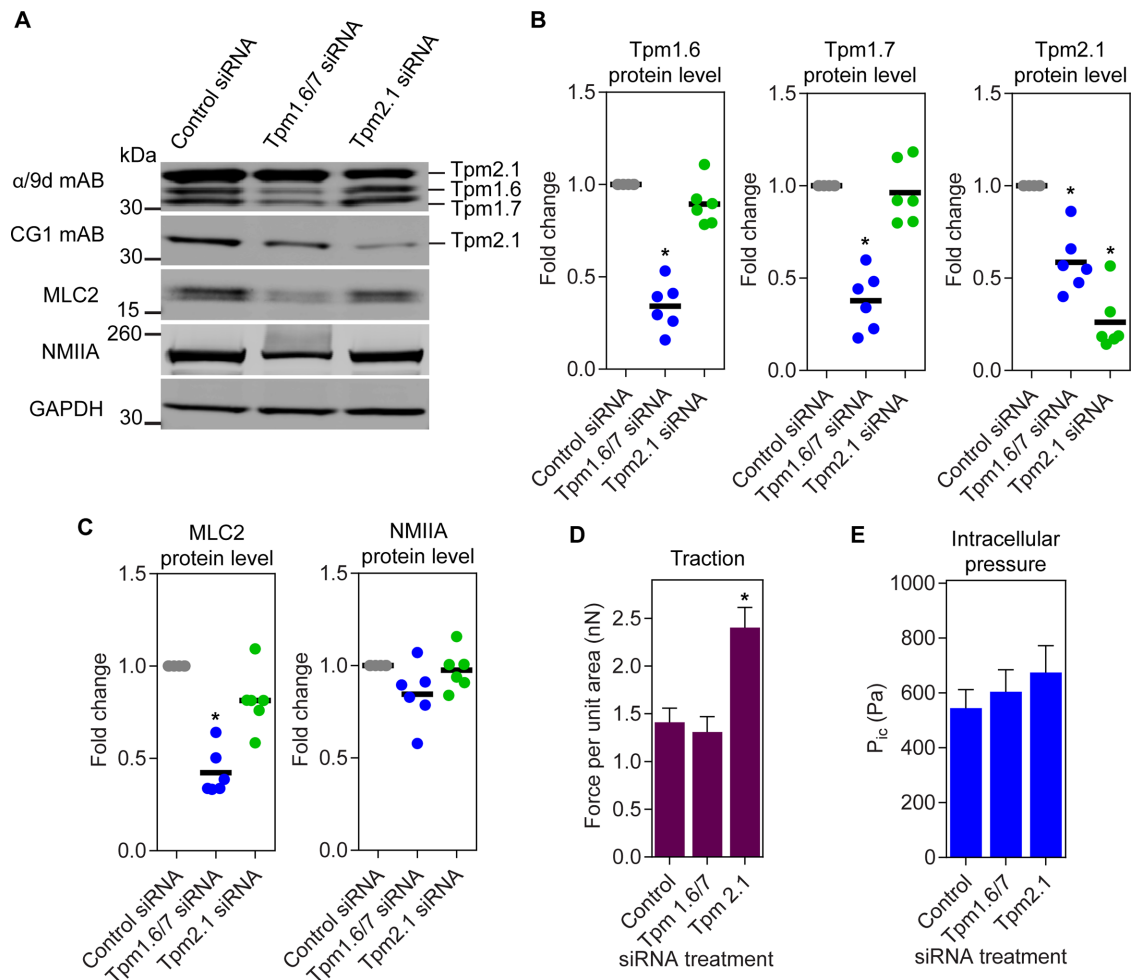 A
Control siRNA
Tpm1.6/7 siRNA
Tpm2.1 siRNA
kDa
α/9d mAB
Tpm2.1
Tpm1.6
Tpm1.7
30
CG1 mAB
Tpm2.1
30
MLC2
15
260
NMIIA
GAPDH
30
B
Tpm1.6
protein level
Fold change
1.5
1.0
0.5
0.0
*
Control siRNA
Tpm1.6/7 siRNA
Tpm2.1 siRNA
Tpm1.7
protein level
Fold change
1.5
1.0
0.5
0.0
*
Control siRNA
Tpm1.6/7 siRNA
Tpm2.1 siRNA
Tpm2.1
protein level
Fold change
1.5
1.0
0.5
0.0
*
*
Control siRNA
Tpm1.6/7 siRNA
Tpm2.1 siRNA
C
MLC2
protein level
Fold change
1.5
1.0
0.5
0.0
*
Control siRNA
Tpm1.6/7 siRNA
Tpm2.1 siRNA
NMIIA
protein level
Fold change
1.5
1.0
0.5
0.0
Control siRNA
Tpm1.6/7 siRNA
Tpm2.1 siRNA
D
Traction
Force per unit area (nN)
2.5
2.0
1.5
1.0
0.5
0.0
*
Control
Tpm 1.6/7
Tpm 2.1
siRNA treatment
E
Intracellular
pressure
Pic (Pa)
1000
800
600
400
200
0
Control
Tpm1.6/7
Tpm2.1
siRNA treatment